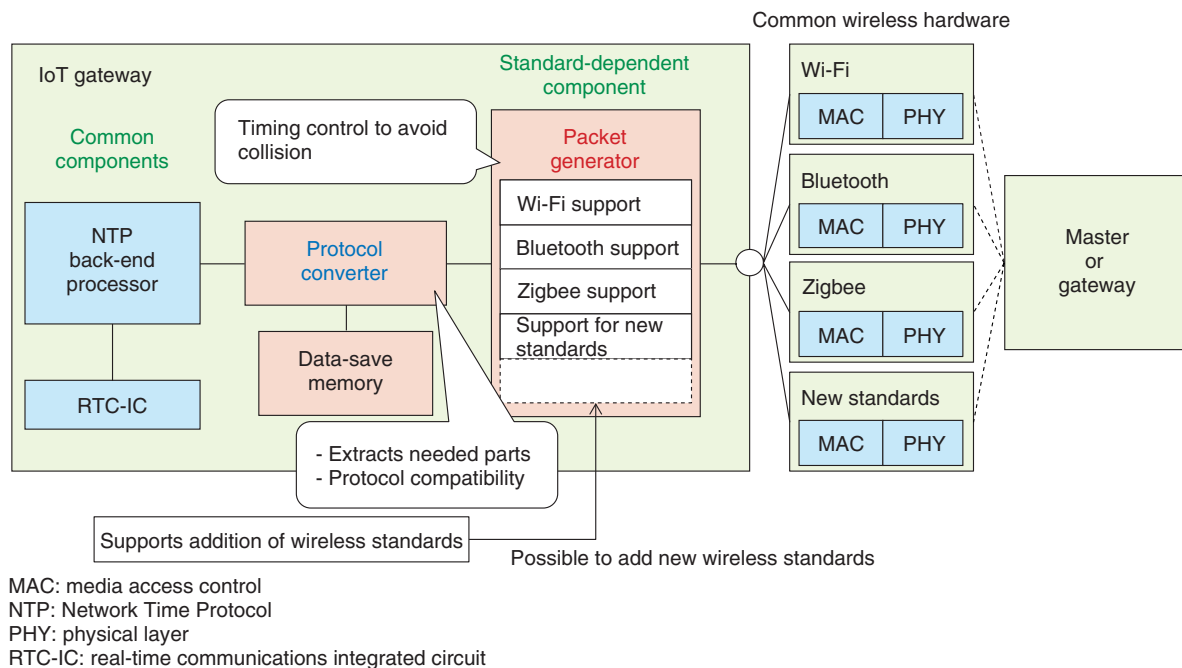 Common wireless hardware
IoT gateway
Standard-dependent
component
Common
components
Timing control to avoid
collision
Packet
generator
Wi-Fi support
Bluetooth support
Zigbee support
Support for new
standards
NTP
back-end
processor
Protocol
converter
Data-save
memory
RTC-IC
- Extracts needed parts
- Protocol compatibility
Supports addition of wireless standards
Possible to add new wireless standards
Wi-Fi
MAC PHY
Bluetooth
MAC PHY
Zigbee
MAC PHY
New standards
MAC PHY
Master
or
gateway
MAC: media access control
NTP: Network Time Protocol
PHY: physical layer
RTC-IC: real-time communications integrated circuit